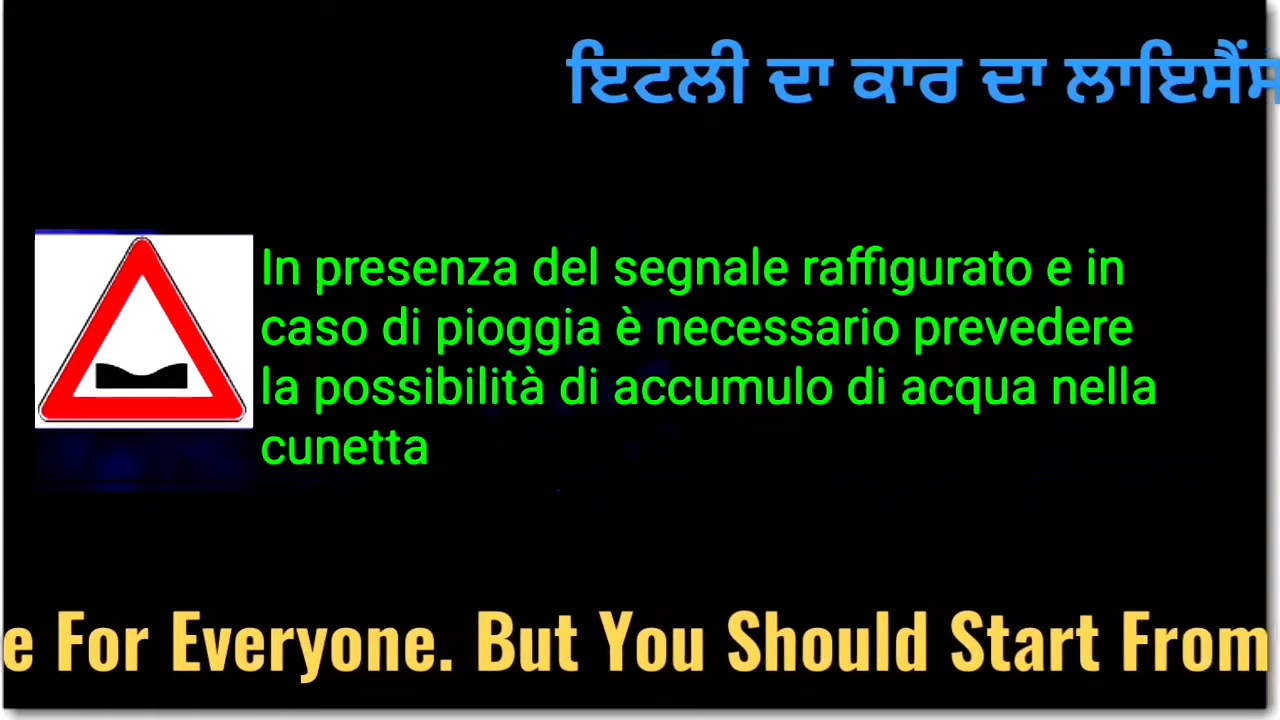 ਇਟਲੀ ਦਾ ਕਾਰ ਦਾ ਲਾਇਸੈਂਸ
In presenza del segnale raffigurato e in
caso di pioggia è necessario prevedere
la possibilità di accumulo di acqua nella
cunetta
e For Everyone. But You Should Start From